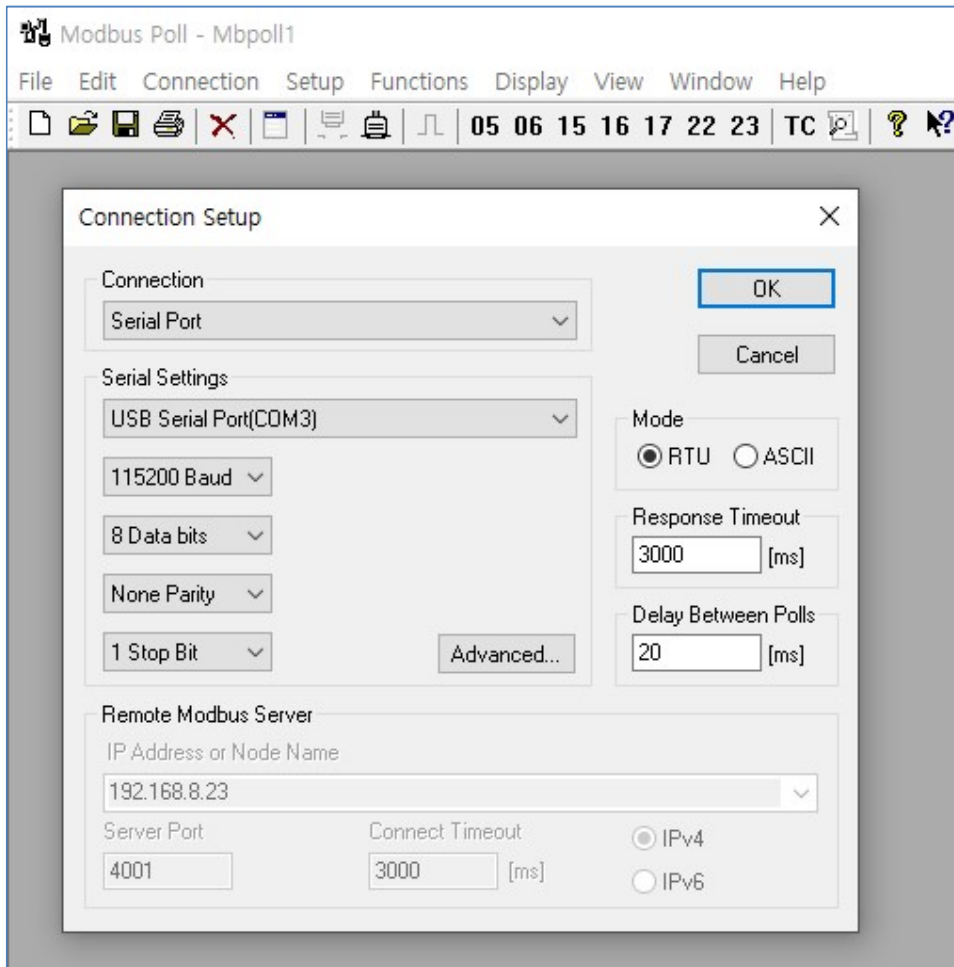 Modbus Poll - Mbpoll1
File Edit Connection Setup Functions Display View Window Help
05 06 15 16 17 22 23 TC
Connection Setup
Connection
Serial Port
OK
Cancel
Serial Settings
USB Serial Port(COM3)
115200 Baud
8 Data bits
None Parity
1 Stop Bit
Advanced...
Mode
RTU ASCII
Response Timeout
3000 [ms]
Delay Between Polls
20 [ms]
Remote Modbus Server
IP Address or Node Name
192.168.8.23
Server Port Connect Timeout
4001 3000 [ms]
IPv4
IPv6